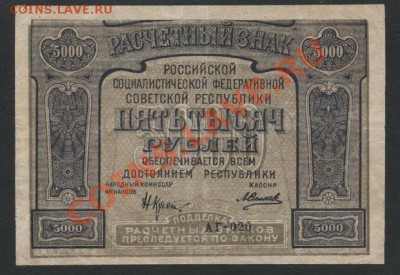 COINS.LAVE.RU
РАСЧЕТНЫЙ ЗНАК
5000 5000
РОССИЙСКОЙ
СОЦИАЛИСТИЧЕСКОЙ ФЕДЕРАТИВНОЙ
СОВЕТСКОЙ РЕСПУБЛИКИ
ПЯТЬ ТЫСЯЧ
РУБЛЕЙ
ОБЕСПЕЧИВАЕТСЯ ВСЕМ
ДОСТОЯНИЕМ РЕСПУБЛИКИ
НАРОДНЫЙ КОМИССАР
ФИНАНСОВ
КАССИР
АГ-020
5000 5000
ПОДДЕЛКА
РАСЧЕТНЫХ ЗНАКОВ
ПРЕСЛЕДУЕТСЯ ПО ЗАКОНУ